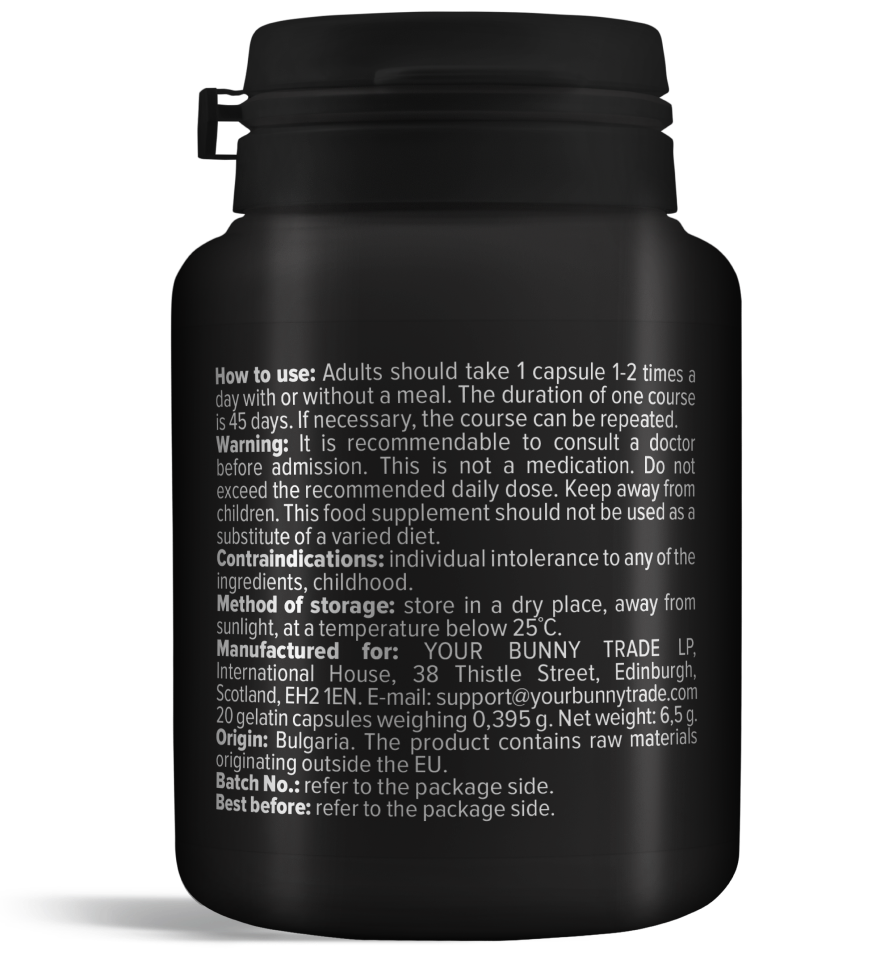 How to use: Adults should take 1 capsule 1-2 times a
day with or without a meal. The duration of one course
is 45 days. If necessary, the course can be repeated.
Warning: It is recommendable to consult a doctor
before admission. This is not a medication. Do not
exceed the recommended daily dose. Keep away from
children. This food supplement should not be used as a
substitute of a varied diet.
Contraindications: individual intolerance to any of the
ingredients, childhood.
Method of storage: store in a dry place, away from
sunlight, at a temperature below 25°C.
Manufactured for: YOUR BUNNY TRADE LP,
International House, 38 Thistle Street, Edinburgh,
Scotland, EH2 1EN. E-mail: support@yourbunnytrade.com
20 gelatin capsules weighing 0,395 g. Net weight: 6,5 g.
Origin: Bulgaria. The product contains raw materials
originating outside the EU.
Batch No.: refer to the package side.
Best before: refer to the package side.